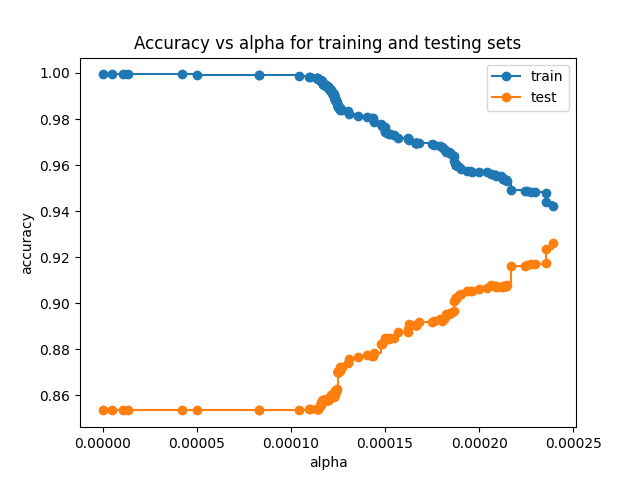 Accuracy vs alpha for training and testing sets
train
test
accuracy
1.00
0.98
0.96
0.94
0.92
0.90
0.88
0.86
0.00000 0.00005 0.00010 0.00015 0.00020 0.00025
alpha